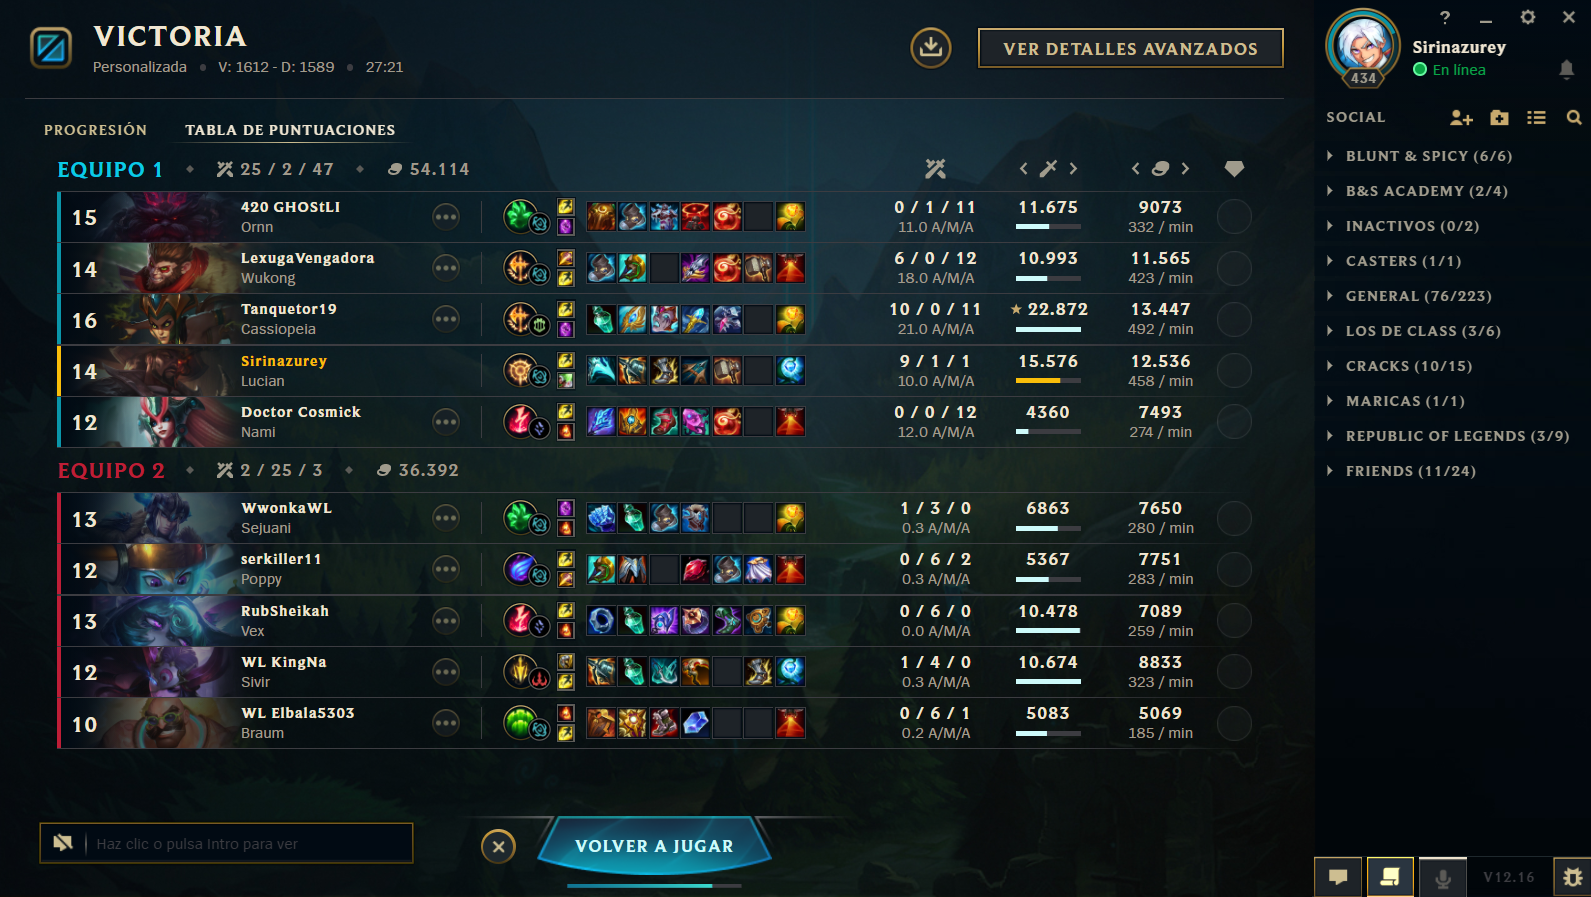 VICTORIA
Personalizada • V: 1612 - D: 1589 • 27:21
VER DETALLES AVANZADOS
PROGRESIÓN TABLA DE PUNTUACIONES
EQUIPO 1 25 / 2 / 47 54.114
15 420 GHOStLI 0 / 1 / 11 11.675 9073
Ornn 11.0 A/M/A 332 / min
14 LexugaVengadora 6 / 0 / 12 10.993 11.565
Wukong 18.0 A/M/A 423 / min
16 Tanquetor19 10 / 0 / 11 22.872 13.447
Cassiopeia 21.0 A/M/A 492 / min
14 Sirinazurey 9 / 1 / 1 15.576 12.536
Lucian 10.0 A/M/A 458 / min
12 Doctor Cosmick 0 / 0 / 12 4360 7493
Nami 12.0 A/M/A 274 / min
EQUIPO 2 2 / 25 / 3 36.392
13 WwonkaWL 1 / 3 / 0 6863 7650
Sejuani 0.3 A/M/A 280 / min
12 serkiller11 0 / 6 / 2 5367 7751
Poppy 0.3 A/M/A 283 / min
13 RubSheikah 0 / 6 / 0 10.478 7089
Vex 0.0 A/M/A 259 / min
12 WL KingNa 1 / 4 / 0 10.674 8833
Sivir 0.3 A/M/A 323 / min
10 WL Elbala5303 0 / 6 / 1 5083 5069
Braum 0.2 A/M/A 185 / min
Haz clic o pulsa Intro para ver
VOLVER A JUGAR
?
Sirinazurey
En línea
434
SOCIAL
BLUNT & SPICY (6/6)
B&S ACADEMY (2/4)
INACTIVOS (0/2)
CASTERS (1/1)
GENERAL (76/223)
LOS DE CLASS (3/6)
CRACKS (10/15)
MARICAS (1/1)
REPUBLIC OF LEGENDS (3/9)
FRIENDS (11/24)
V12.16